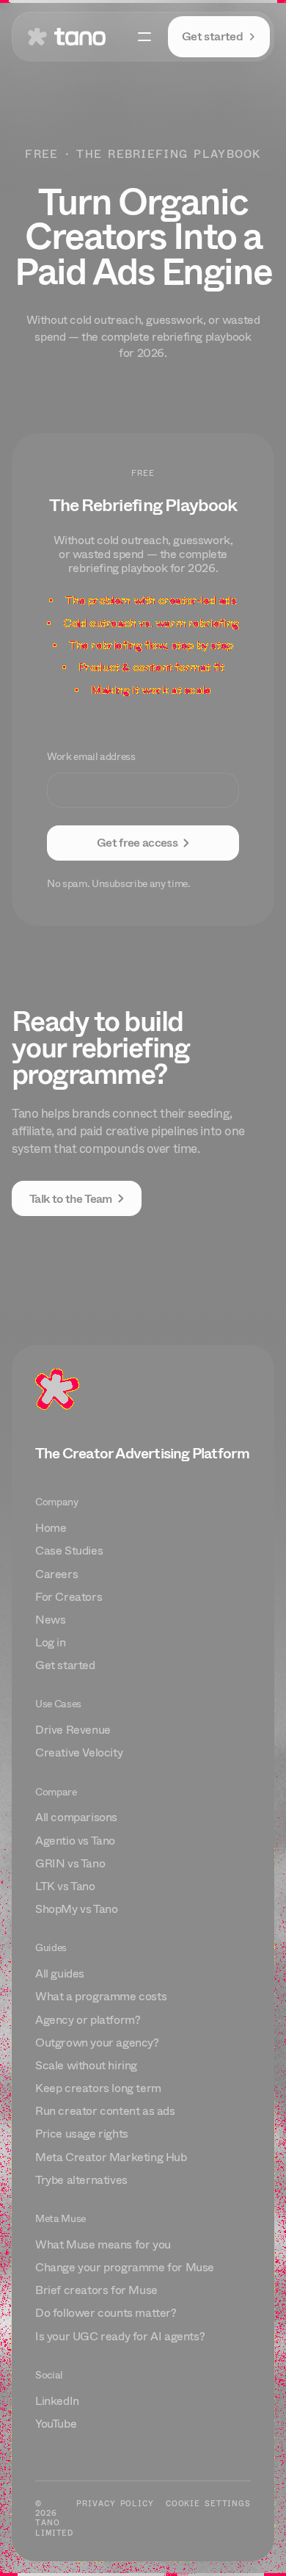 tano
Get started
FREE · THE REBRIEFING PLAYBOOK
Turn Organic
Creators Into a
Paid Ads Engine
Without cold outreach, guesswork, or wasted
spend — the complete rebriefing playbook
for 2026.
FREE
The Rebriefing Playbook
Without cold outreach, guesswork,
or wasted spend — the complete
rebriefing playbook for 2026.
• The problem with creator-led ads
• Cold outreach vs. warm rebriefing
• The rebriefing flow, step by step
• Product & content format fit
• Making it work at scale
Work email address
Get free access
No spam. Unsubscribe any time.
Ready to build
your rebriefing
programme?
Tano helps brands connect their seeding,
affiliate, and paid creative pipelines into one
system that compounds over time.
Talk to the Team
The Creator Advertising Platform
Company
Home
Case Studies
Careers
For Creators
News
Log in
Get started
Use Cases
Drive Revenue
Creative Velocity
Compare
All comparisons
Agentio vs Tano
GRIN vs Tano
LTK vs Tano
ShopMy vs Tano
Guides
All guides
What a programme costs
Agency or platform?
Outgrown your agency?
Scale without hiring
Keep creators long term
Run creator content as ads
Price usage rights
Meta Creator Marketing Hub
Trybe alternatives
Meta Muse
What Muse means for you
Change your programme for Muse
Brief creators for Muse
Do follower counts matter?
Is your UGC ready for AI agents?
Social
LinkedIn
YouTube
©
2026
TANO
LIMITED
PRIVACY POLICY
COOKIE SETTINGS